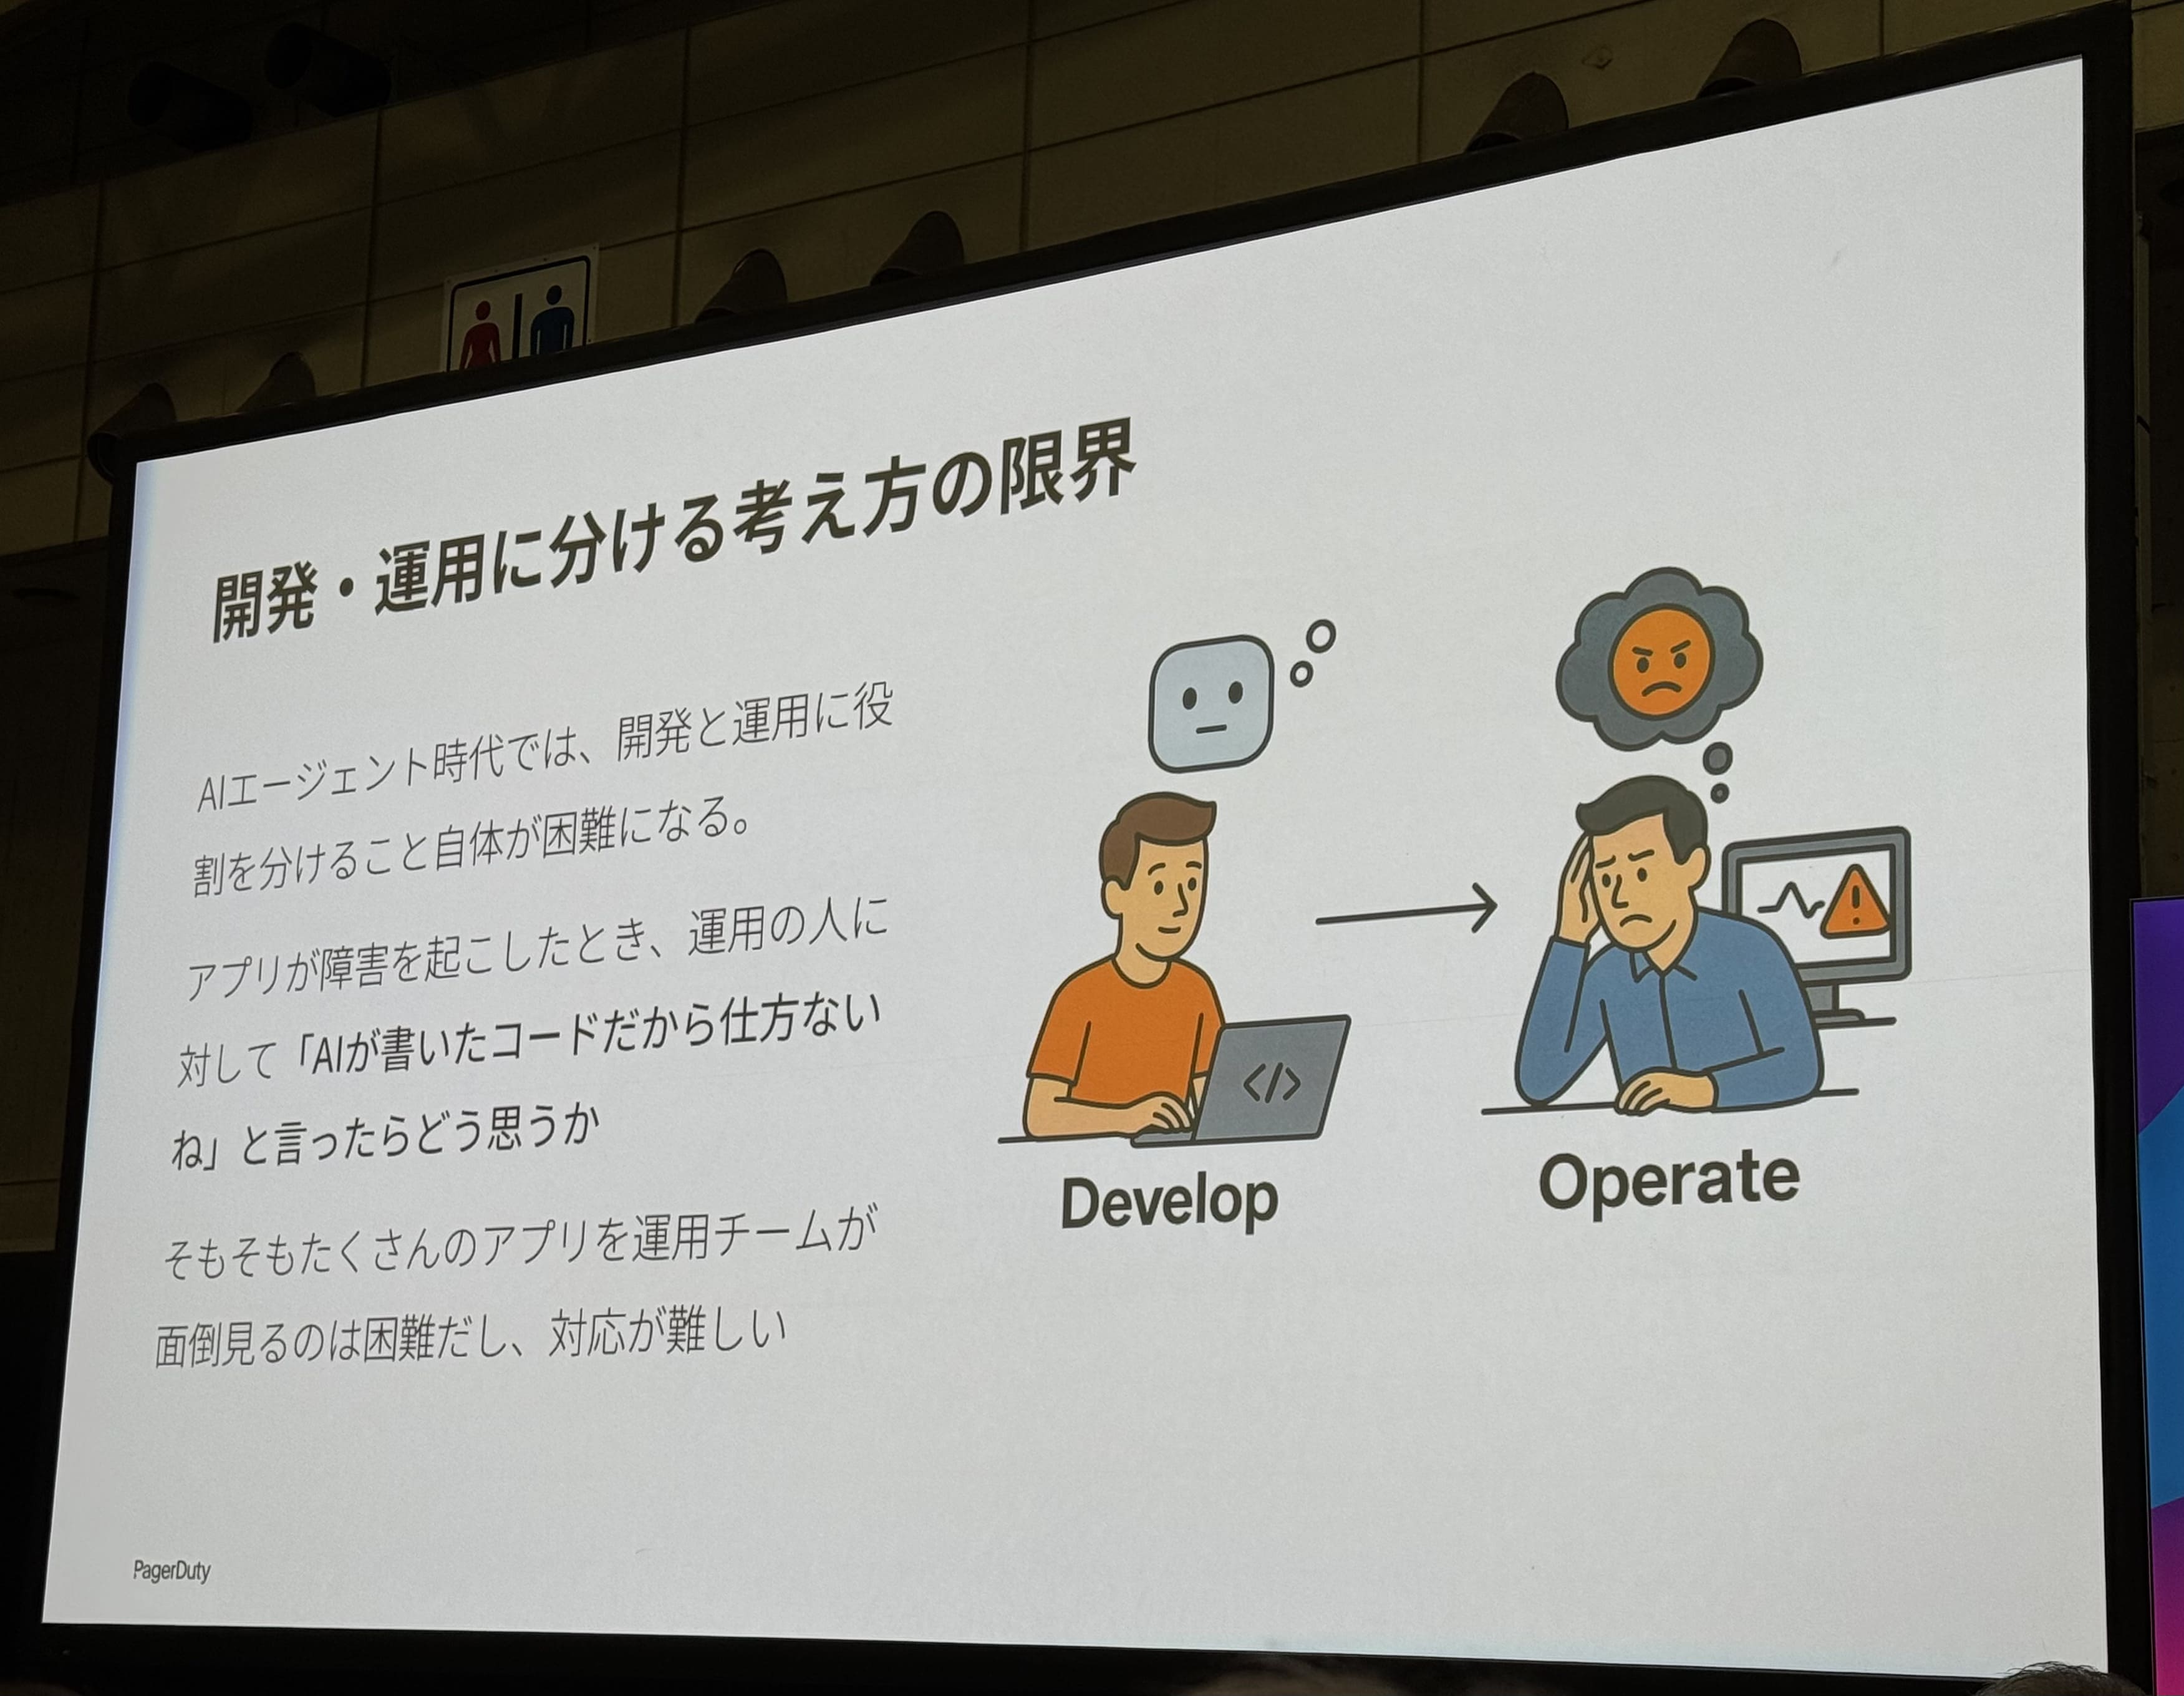 開発・運用に分ける考え方の限界
AIエージェント時代では、開発と運用に役
割を分けること自体が困難になる。
アプリが障害を起こしたとき、運用の人に
対して「AIが書いたコードだから仕方ない
ね」と言ったらどう思うか
そもそもたくさんのアプリを運用チームが
面倒見るのは困難だし、対応が難しい
</>
Develop
Operate
PagerDuty